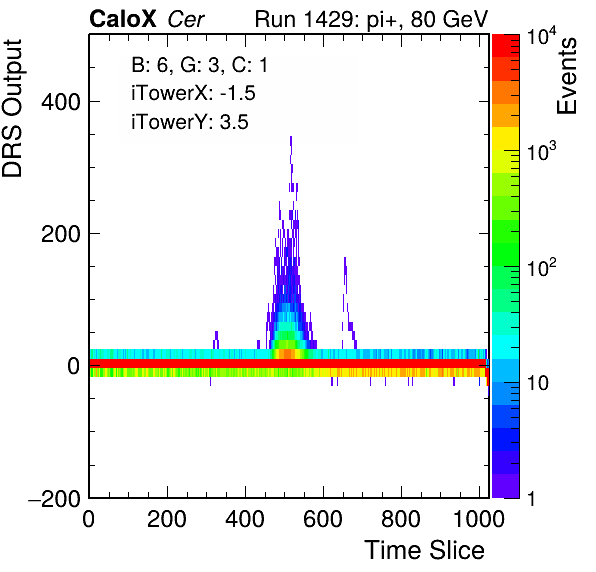 CaloX Cer Run 1429: pi+, 80 GeV
B: 6, G: 3, C: 1
iTowerX: -1.5
iTowerY: 3.5
DRS Output
400
200
0
−200
0 200 400 600 800 1000
Time Slice
Events
10^4
10^3
10^2
10
1